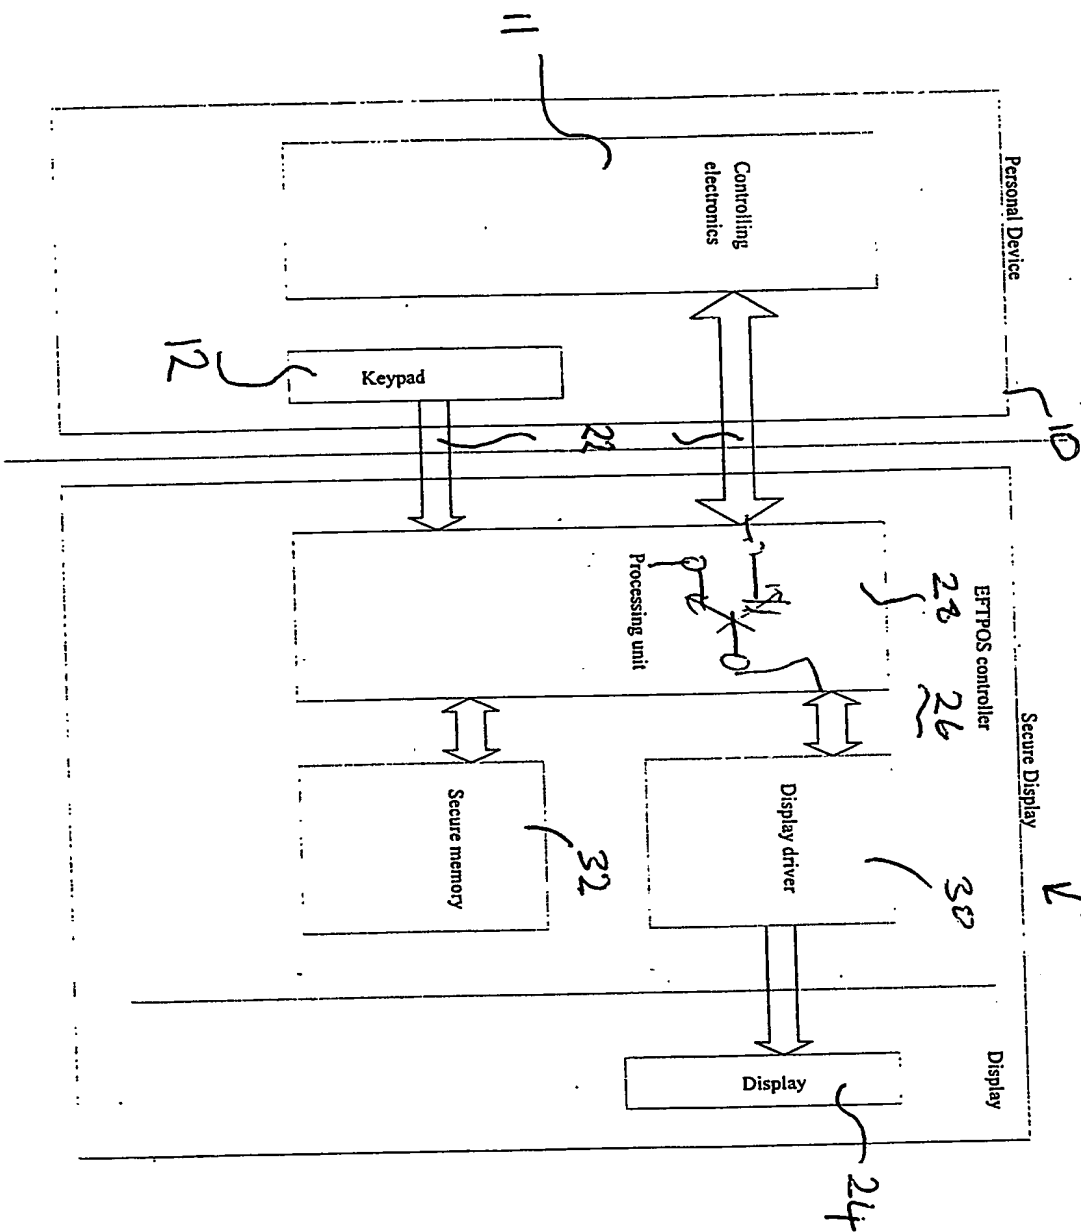 11
Personal Device
10
Controlling
electronics
12
Keypad
22
Secure Display
EFTPOS controller
28
26
Processing unit
Display driver
30
Secure memory
32
Display
Display
24